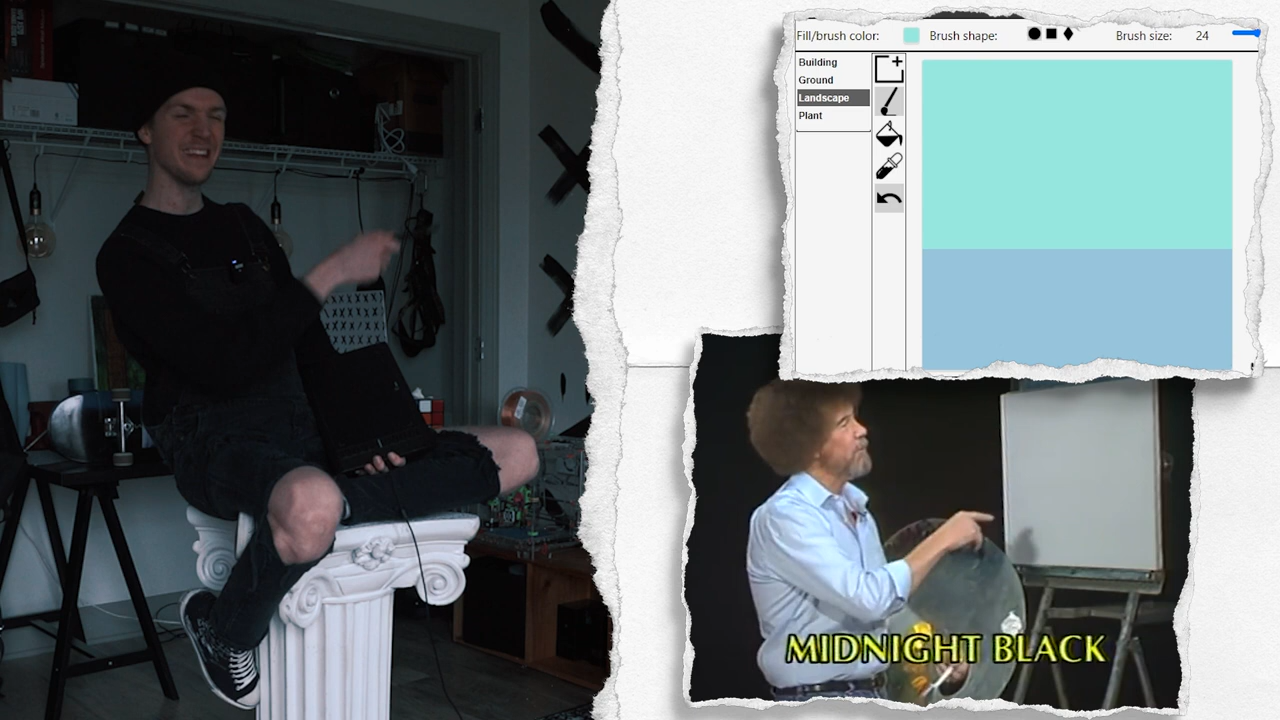 Fill/brush color:
Brush shape:
Brush size: 24
Building
Ground
Landscape
Plant
MIDNIGHT BLACK